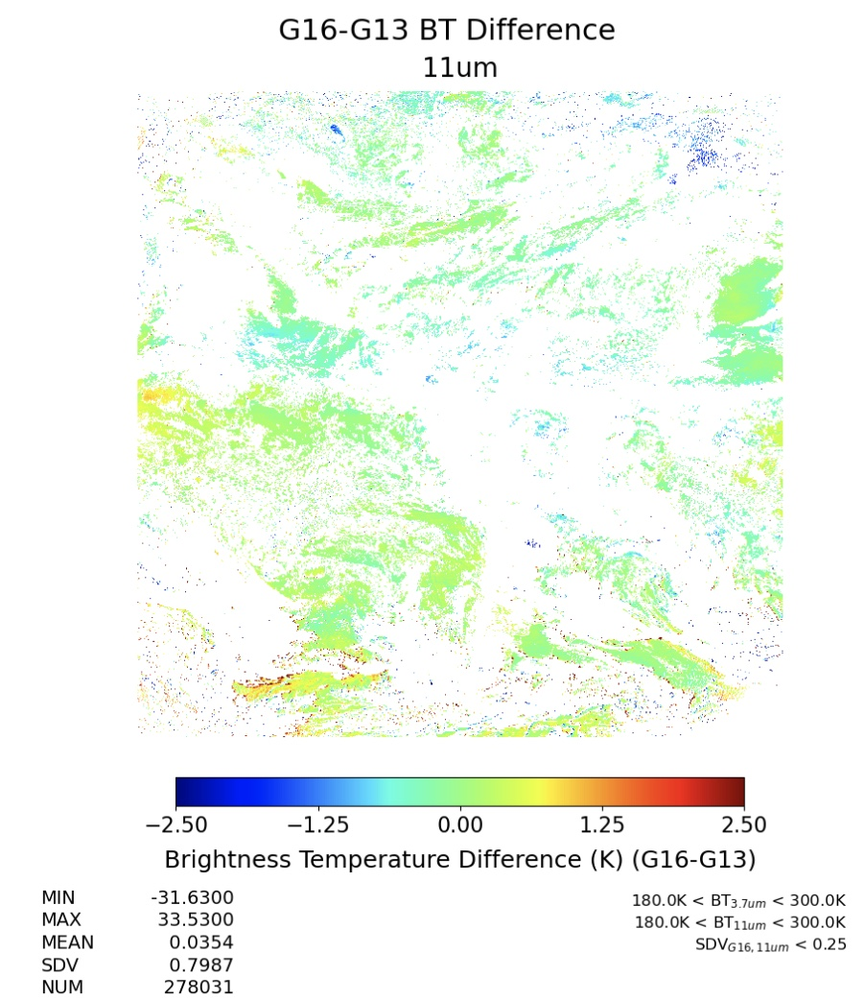 G16-G13 BT Difference
11um
−2.50 −1.25 0.00 1.25 2.50
Brightness Temperature Difference (K) (G16-G13)
MIN -31.6300
MAX 33.5300
MEAN 0.0354
SDV 0.7987
NUM 278031
180.0K < BT3.7um < 300.0K
180.0K < BT11um < 300.0K
SDVG16, 11um < 0.25